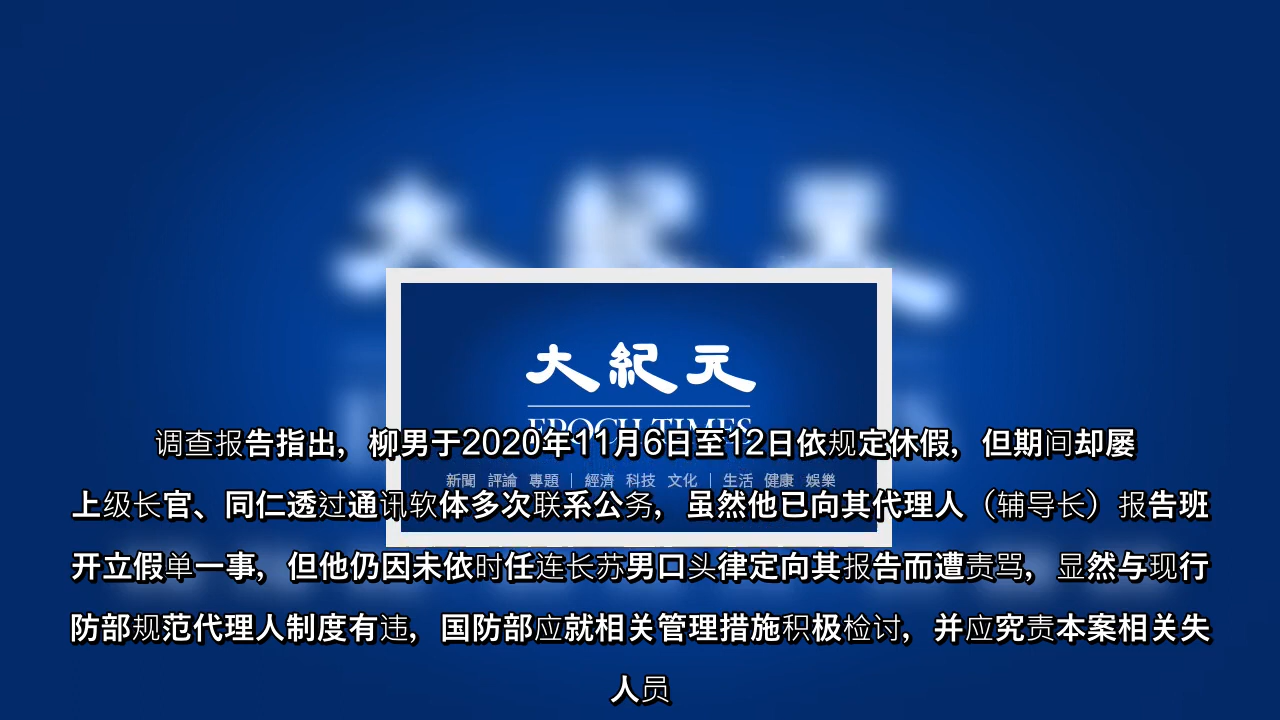 大紀元
EPOCH TIMES
调查报告指出，柳男于2020年11月6日至12日依规定休假，但期间却屡
新聞 評論 專題 | 經濟 科技 文化 | 生活 健康 娛樂
上级长官、同仁透过通讯软体多次联系公务，虽然他已向其代理人（辅导长）报告班
开立假单一事，但他仍因未依时任连长苏男口头律定向其报告而遭责骂，显然与现行
防部规范代理人制度有违，国防部应就相关管理措施积极检讨，并应究责本案相关失
人员